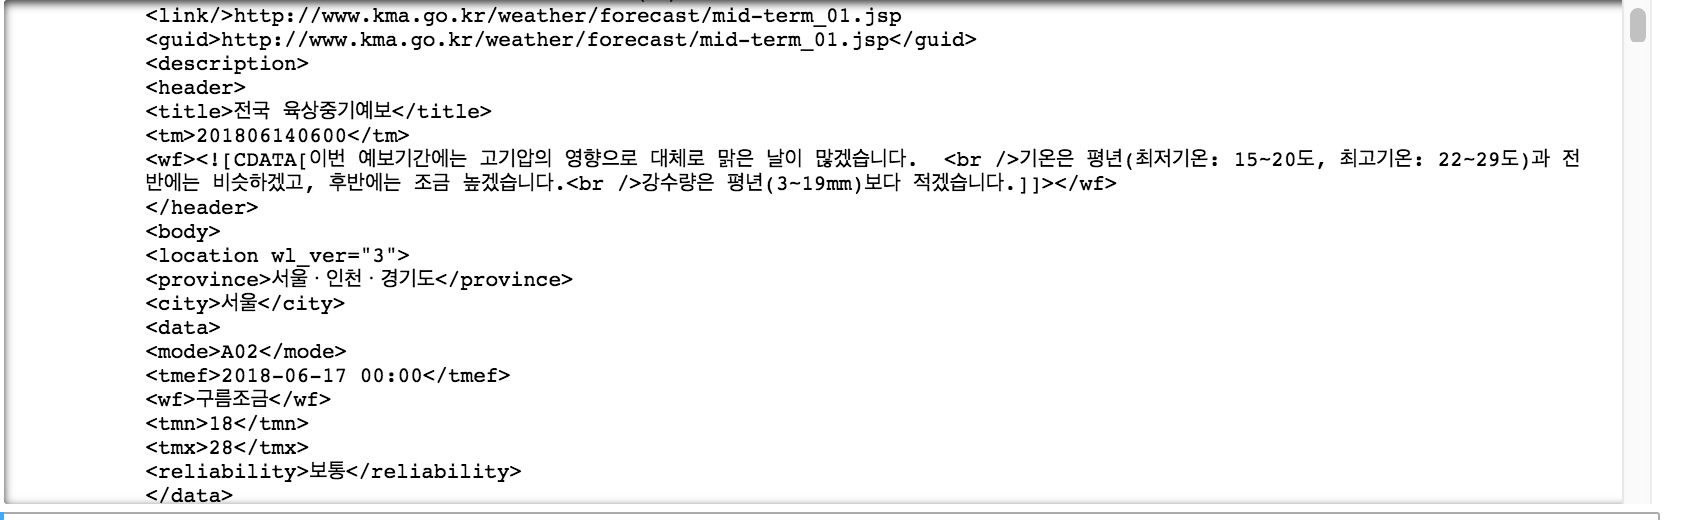 <link/>http://www.kma.go.kr/weather/forecast/mid-term_01.jsp
<guid>http://www.kma.go.kr/weather/forecast/mid-term_01.jsp</guid>
<description>
<header>
<title>전국 육상중기예보</title>
<tm>201806140600</tm>
<wf><![CDATA[이번 예보기간에는 고기압의 영향으로 대체로 맑은 날이 많겠습니다.  <br />기온은 평년(최저기온: 15~20도, 최고기온: 22~29도)과 전
반에는 비슷하겠고, 후반에는 조금 높겠습니다.<br />강수량은 평년(3~19mm)보다 적겠습니다.]]></wf>
</header>
<body>
<location wl_ver="3">
<province>서울·인천·경기도</province>
<city>서울</city>
<data>
<mode>A02</mode>
<tmef>2018-06-17 00:00</tmef>
<wf>구름조금</wf>
<tmn>18</tmn>
<tmx>28</tmx>
<reliability>보통</reliability>
</data>